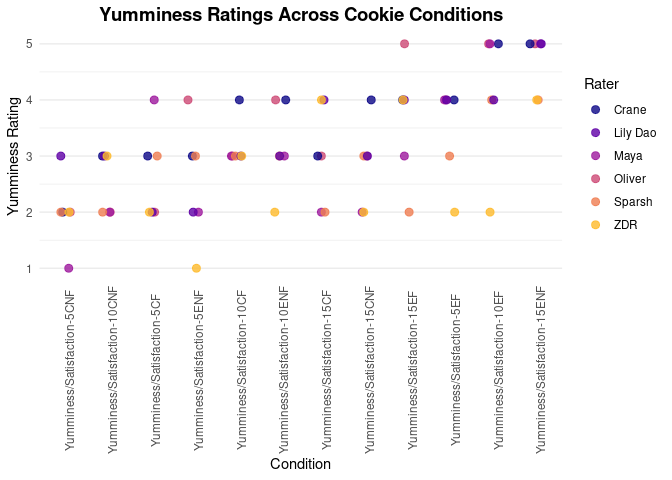 Yumminess Ratings Across Cookie Conditions
5
4
3
2
1
Yumminess Rating
Yumminess/Satisfaction-5CNF
Yumminess/Satisfaction-10CNF
Yumminess/Satisfaction-5CF
Yumminess/Satisfaction-5ENF
Yumminess/Satisfaction-10CF
Yumminess/Satisfaction-10ENF
Yumminess/Satisfaction-15CF
Yumminess/Satisfaction-15CNF
Yumminess/Satisfaction-15EF
Yumminess/Satisfaction-5EF
Yumminess/Satisfaction-10EF
Yumminess/Satisfaction-15ENF
Condition
Rater
Crane
Lily Dao
Maya
Oliver
Sparsh
ZDR